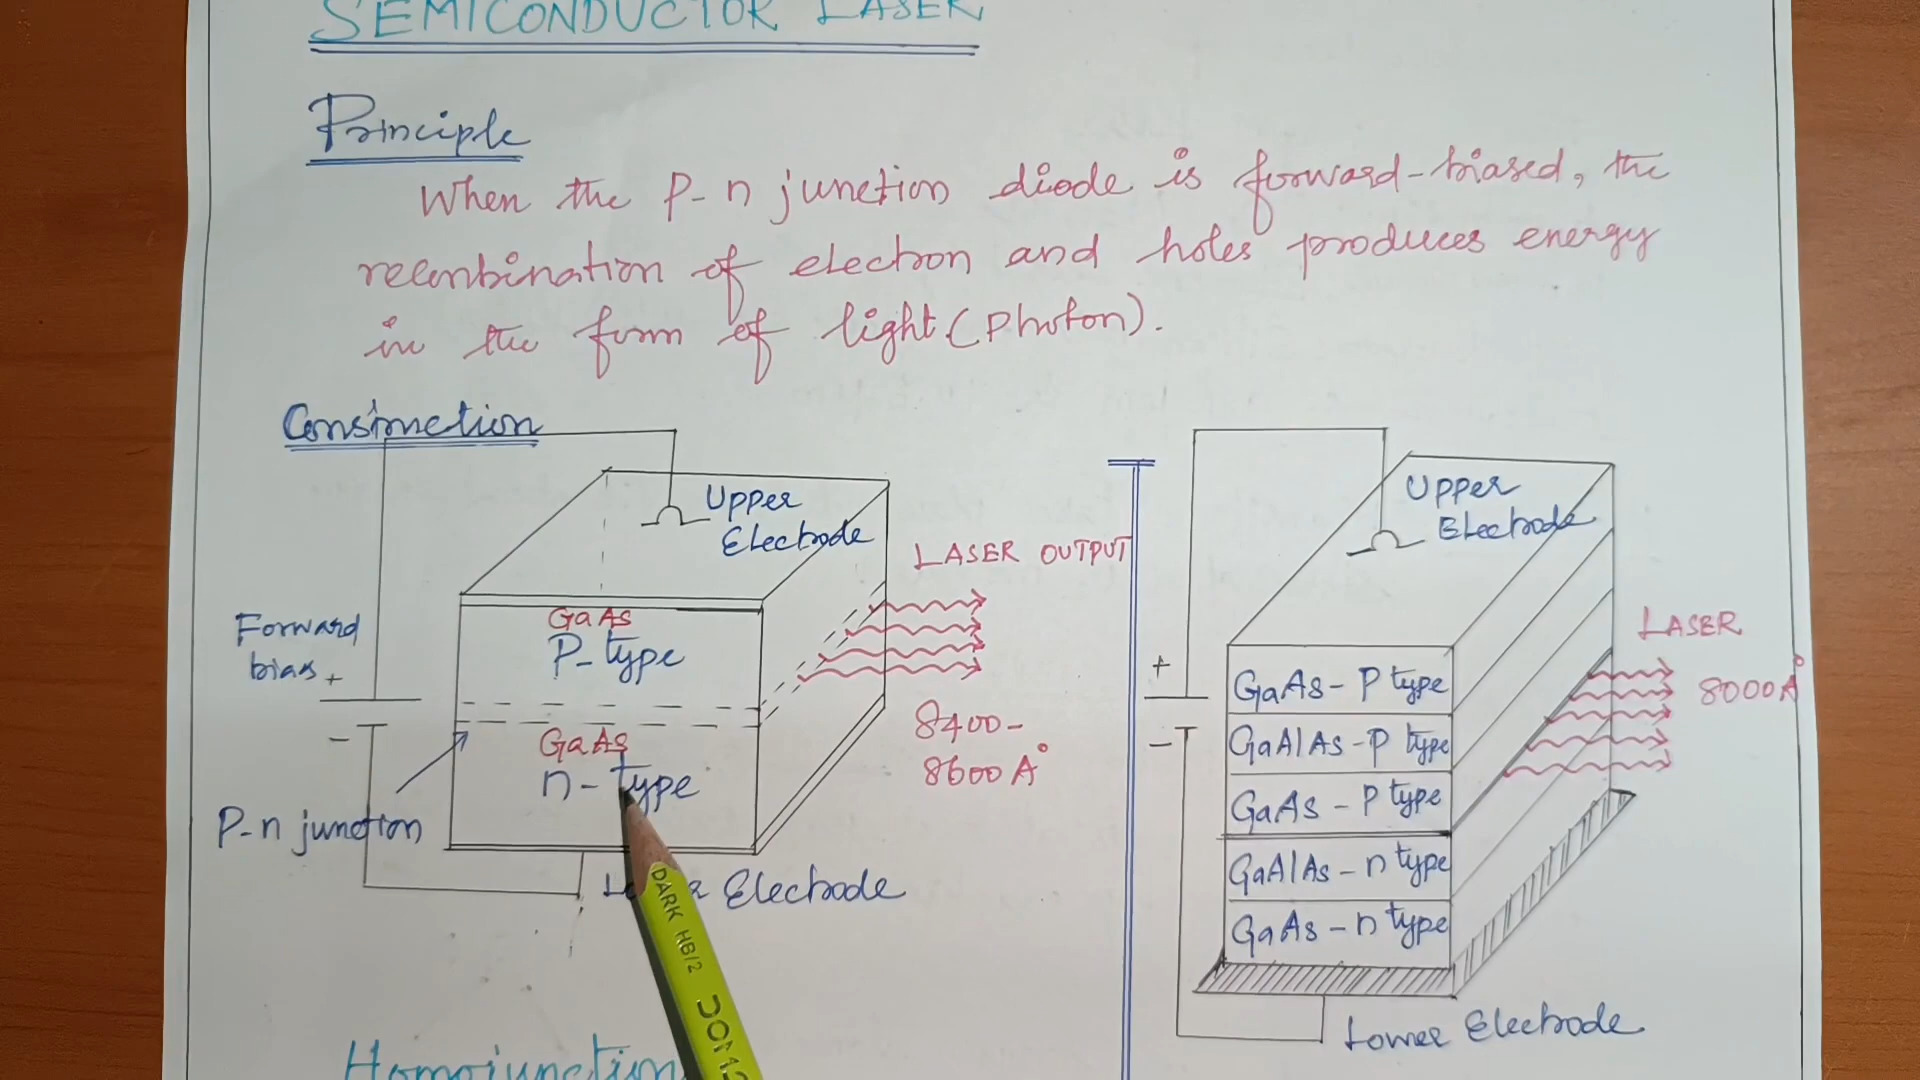 SEMICONDUCTOR LASER
Principle
When the P-n junction diode is forward-biased, the
recombination of electron and holes produces energy
in the form of light (Photon).
Construction
Upper
Electrode
LASER OUTPUT
GaAs
P-type
Forward
bias
+
-
GaAs
n-type
8400-
8600 A°
P-n junction
Electrode
Homojunction
Upper
Electrode
LASER
8000A°
+
-
GaAs-P type
GaAlAs-P type
GaAs-P type
GaAlAs-n type
GaAs-n type
Lower Electrode
DARK HB/2